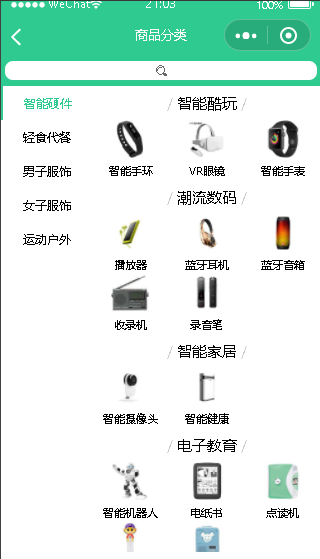 WeChat 21:03 100%
商品分类
智能硬件
轻食代餐
男子服饰
女子服饰
运动户外
/ 智能酷玩 /
智能手环 VR眼镜 智能手表
/ 潮流数码 /
播放器 蓝牙耳机 蓝牙音箱
收录机 录音笔
/ 智能家居 /
智能摄像头 智能健康
/ 电子教育 /
智能机器人 电纸书 点读机